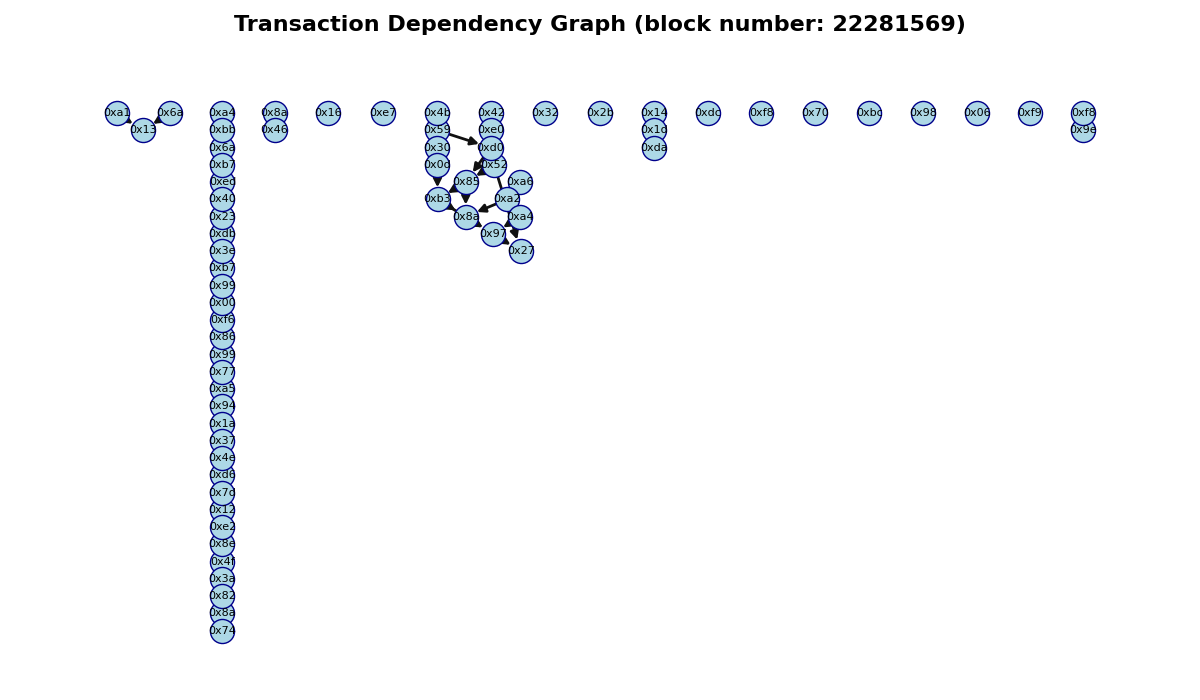 Transaction Dependency Graph (block number: 22281569)
0xa1 0x6a 0xa4 0x8a 0x16 0xe7 0x4b 0x42 0x32 0x2b 0x14 0xdc 0xf8 0x70 0xbc 0x98 0x06 0xf9 0xf8
0x13 0xbb 0x46 0x59 0xe0 0x1d 0x9e
0x6a 0x30 0xd0 0xda
0xb7 0x0d 0x52
0xed 0x85 0xa6
0x40 0xb3 0xa2
0x23 0x8a 0xa4
0xdb 0x97
0x3e 0x27
0xb7
0x99
0x00
0xf6
0x86
0x99
0x77
0xa5
0x94
0x1a
0x37
0x4e
0xd6
0x7d
0x12
0xe2
0x8e
0x4f
0x3a
0x82
0x8a
0x74